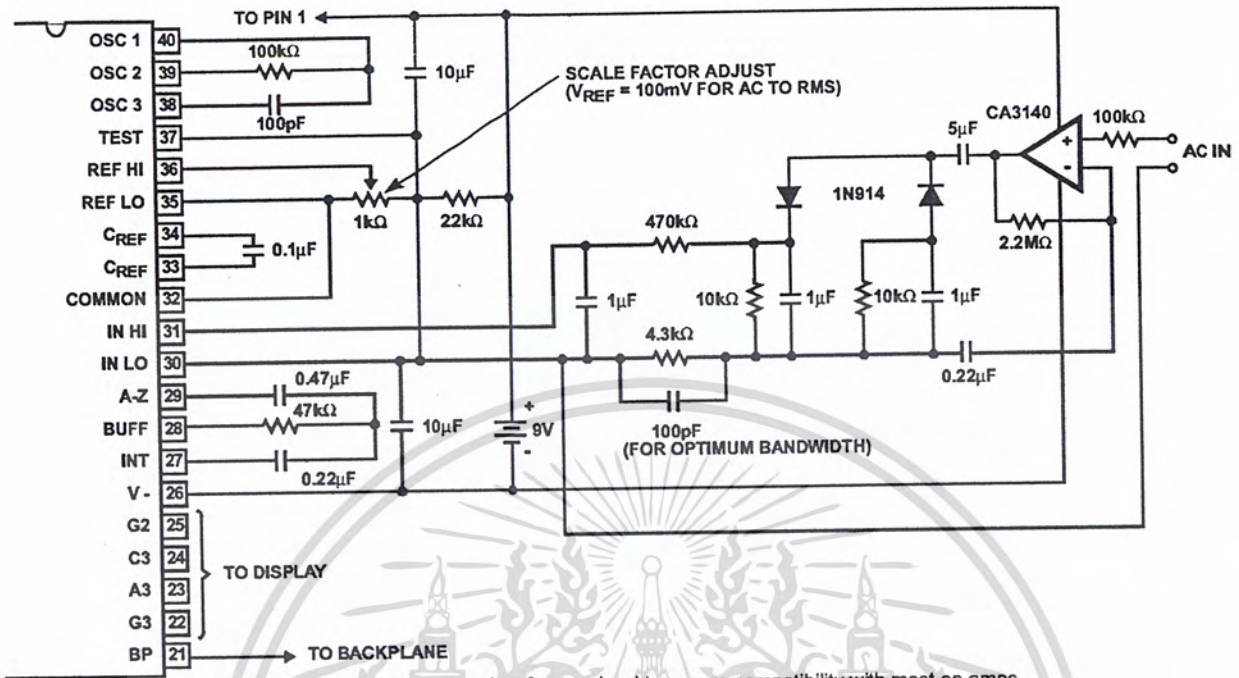 TO PIN 1
OSC 1 40
OSC 2 39
OSC 3 38
TEST 37
REF HI 36
REF LO 35
CREF 34
CREF 33
COMMON 32
IN HI 31
IN LO 30
A-Z 29
BUFF 28
INT 27
V - 26
G2 25
C3 24
A3 23
G3 22
BP 21
100kΩ
100pF
10µF
SCALE FACTOR ADJUST
(VREF = 100mV FOR AC TO RMS)
1kΩ
22kΩ
0.1µF
470kΩ
1µF
10kΩ
1µF
10kΩ
1µF
1N914
5µF
CA3140
+
-
100kΩ
AC IN
2.2MΩ
4.3kΩ
100pF
(FOR OPTIMUM BANDWIDTH)
0.22µF
0.47µF
47kΩ
0.22µF
10µF
+
9V
-
TO DISPLAY
TO BACKPLANE